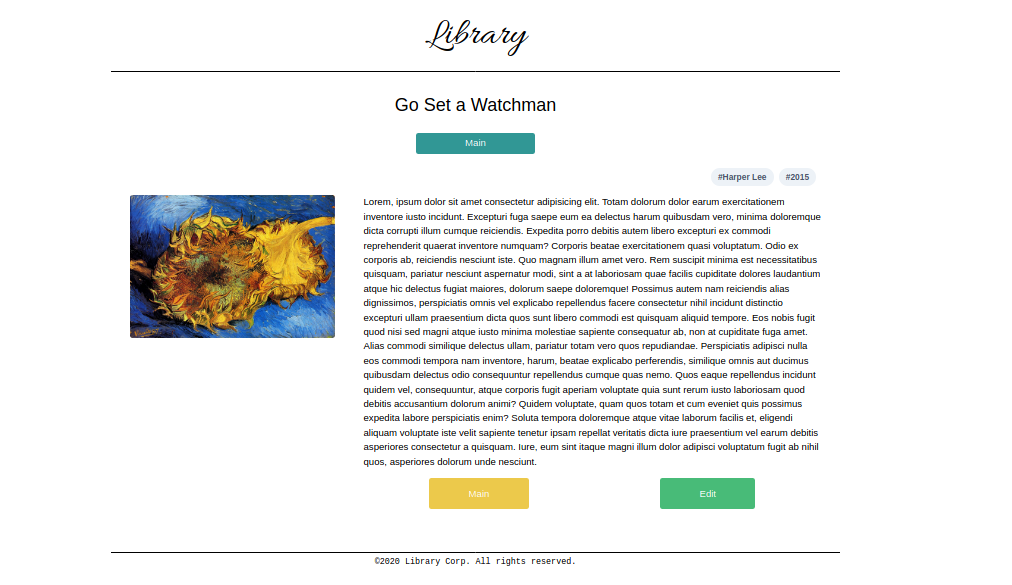 Library
Go Set a Watchman
Main
#Harper Lee #2015
Lorem, ipsum dolor sit amet consectetur adipisicing elit. Totam dolorum dolor earum exercitationem
inventore iusto incidunt. Excepturi fuga saepe eum ea delectus harum quibusdam vero, minima doloremque
dicta corrupti illum cumque reiciendis. Expedita porro debitis autem libero excepturi ex commodi
reprehenderit quaerat inventore numquam? Corporis beatae exercitationem quasi voluptatum. Odio ex
corporis ab, reiciendis nesciunt iste. Quo magnam illum amet vero. Rem suscipit minima est necessitatibus
quisquam, pariatur nesciunt aspernatur modi, sint a at laboriosam quae facilis cupiditate dolores laudantium
atque hic delectus fugiat maiores, dolorum saepe doloremque! Possimus autem nam reiciendis alias
dignissimos, perspiciatis omnis vel explicabo repellendus facere consectetur nihil incidunt distinctio
excepturi ullam praesentium dicta quos sunt libero commodi est quisquam aliquid tempore. Eos nobis fugit
quod nisi sed magni atque iusto minima molestiae sapiente consequatur ab, non at cupiditate fuga amet.
Alias commodi similique delectus ullam, pariatur totam vero quos repudiandae. Perspiciatis adipisci nulla
eos commodi tempora nam inventore, harum, beatae explicabo perferendis, similique omnis aut ducimus
quibusdam delectus odio consequuntur repellendus cumque quas nemo. Quos eaque repellendus incidunt
quidem vel, consequuntur, atque corporis fugit aperiam voluptate quia sunt rerum iusto laboriosam quod
debitis accusantium dolorum animi? Quidem voluptate, quam quos totam et cum eveniet quis possimus
expedita labore perspiciatis enim? Soluta tempora doloremque atque vitae laborum facilis et, eligendi
aliquam voluptate iste velit sapiente tenetur ipsam repellat veritatis dicta iure praesentium vel earum debitis
asperiores consectetur a quisquam. Iure, eum sint itaque magni illum dolor adipisci voluptatum fugit ab nihil
quos, asperiores dolorum unde nesciunt.
Main Edit
©2020 Library Corp. All rights reserved.